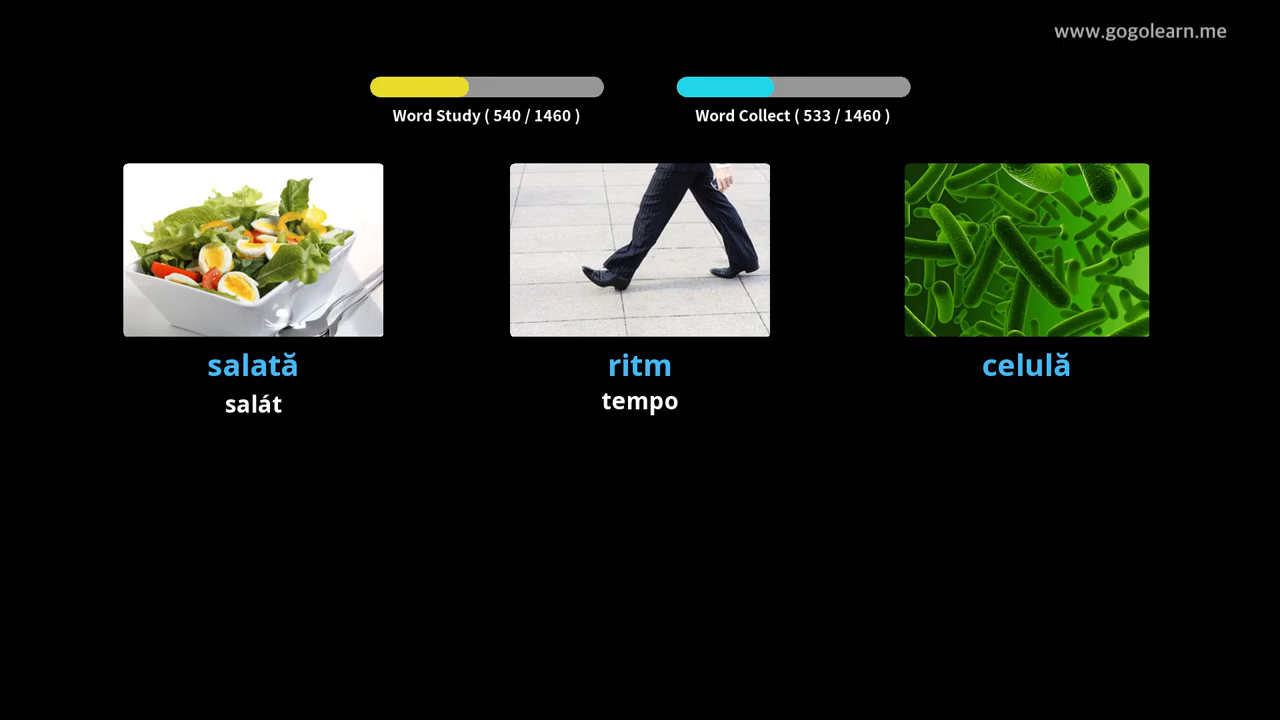 www.gogolearn.me
Word Study ( 540 / 1460 )
Word Collect ( 533 / 1460 )
salată
salát
ritm
tempo
celulă